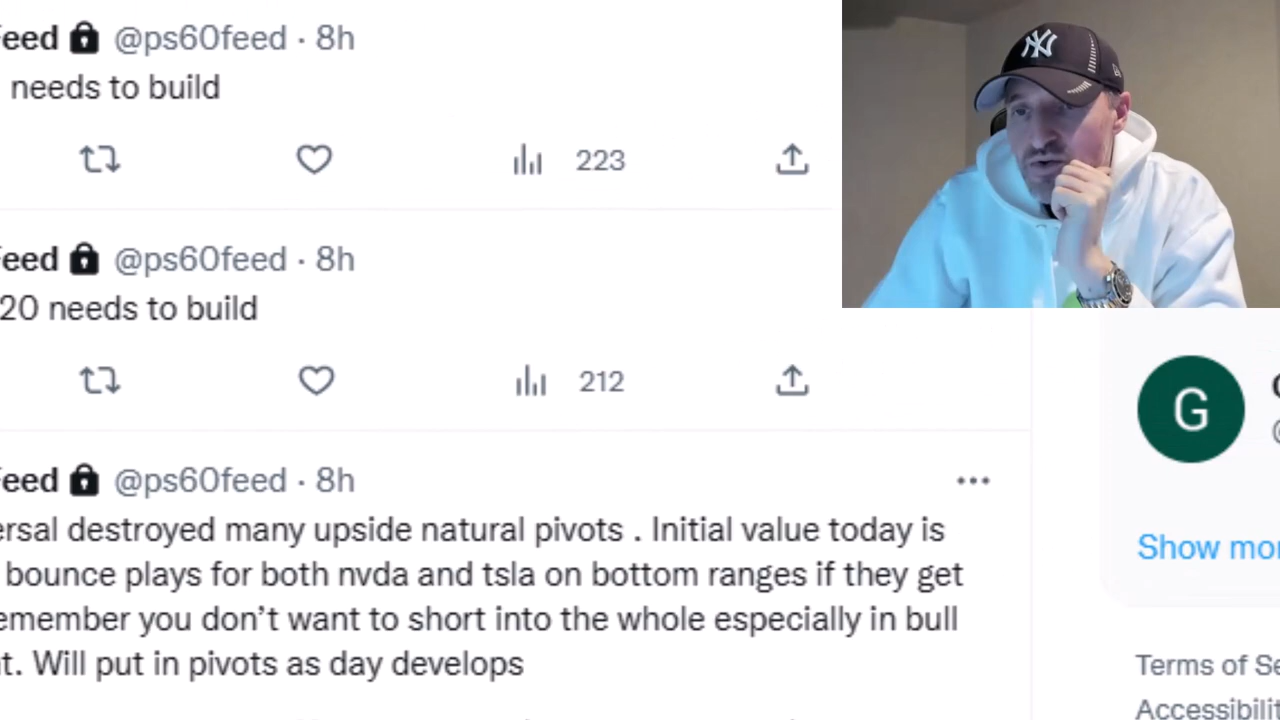 Feed @ps60feed · 8h
needs to build
223
Feed @ps60feed · 8h
20 needs to build
212
Feed @ps60feed · 8h
ersal destroyed many upside natural pivots . Initial value today is
bounce plays for both nvda and tsla on bottom ranges if they get
emember you don’t want to short into the whole especially in bull
t. Will put in pivots as day develops
NY
G
Show mor
Terms of Se
Accessibilit